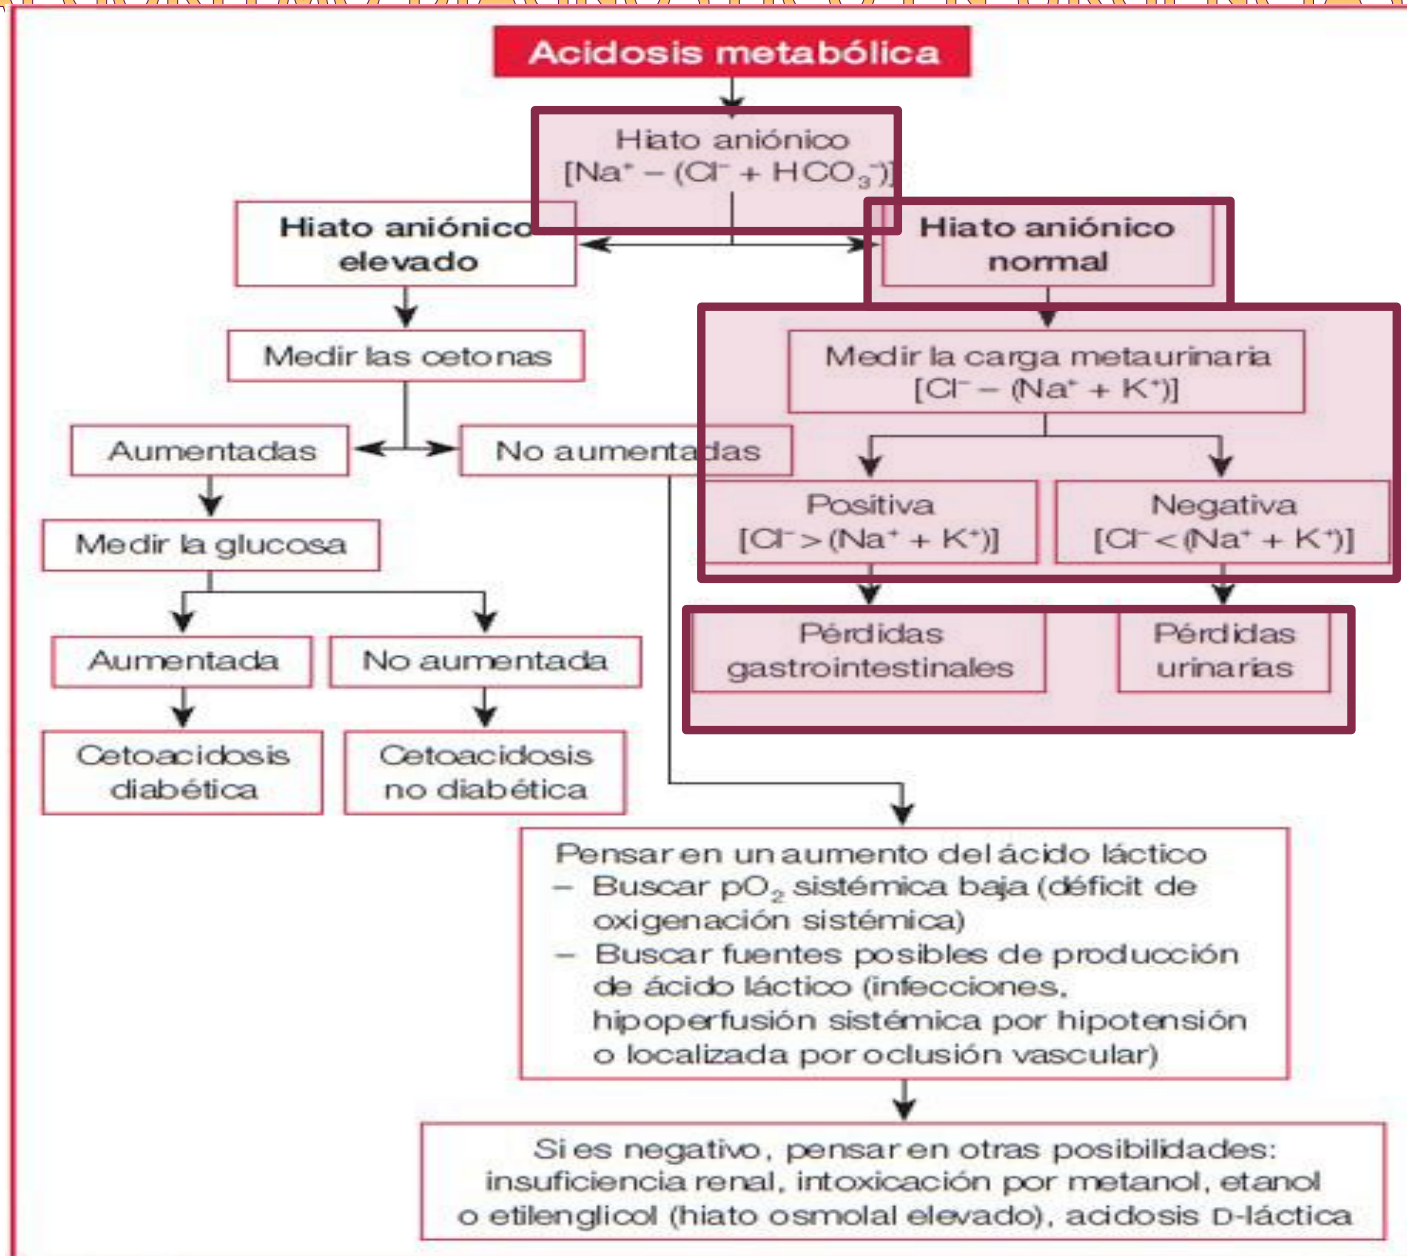 Acidosis metabólica
Hiato aniónico
[Na⁺ – (Cl⁻ + HCO₃⁻)]
Hiato aniónico
elevado
Hiato aniónico
normal
Medir las cetonas
Medir la carga metaurinaria
[Cl⁻ – (Na⁺ + K⁺)]
Aumentadas
No aumentadas
Positiva
[Cl⁻ > (Na⁺ + K⁺)]
Negativa
[Cl⁻ < (Na⁺ + K⁺)]
Medir la glucosa
Pérdidas
gastrointestinales
Pérdidas
urinarias
Aumentada
No aumentada
Cetoacidosis
diabética
Cetoacidosis
no diabética
Pensar en un aumento del ácido láctico
– Buscar pO₂ sistémica baja (déficit de
oxigenación sistémica)
– Buscar fuentes posibles de producción
de ácido láctico (infecciones,
hipoperfusión sistémica por hipotensión
o localizada por oclusión vascular)
Si es negativo, pensar en otras posibilidades:
insuficiencia renal, intoxicación por metanol, etanol
o etilenglicol (hiato osmolal elevado), acidosis D-láctica